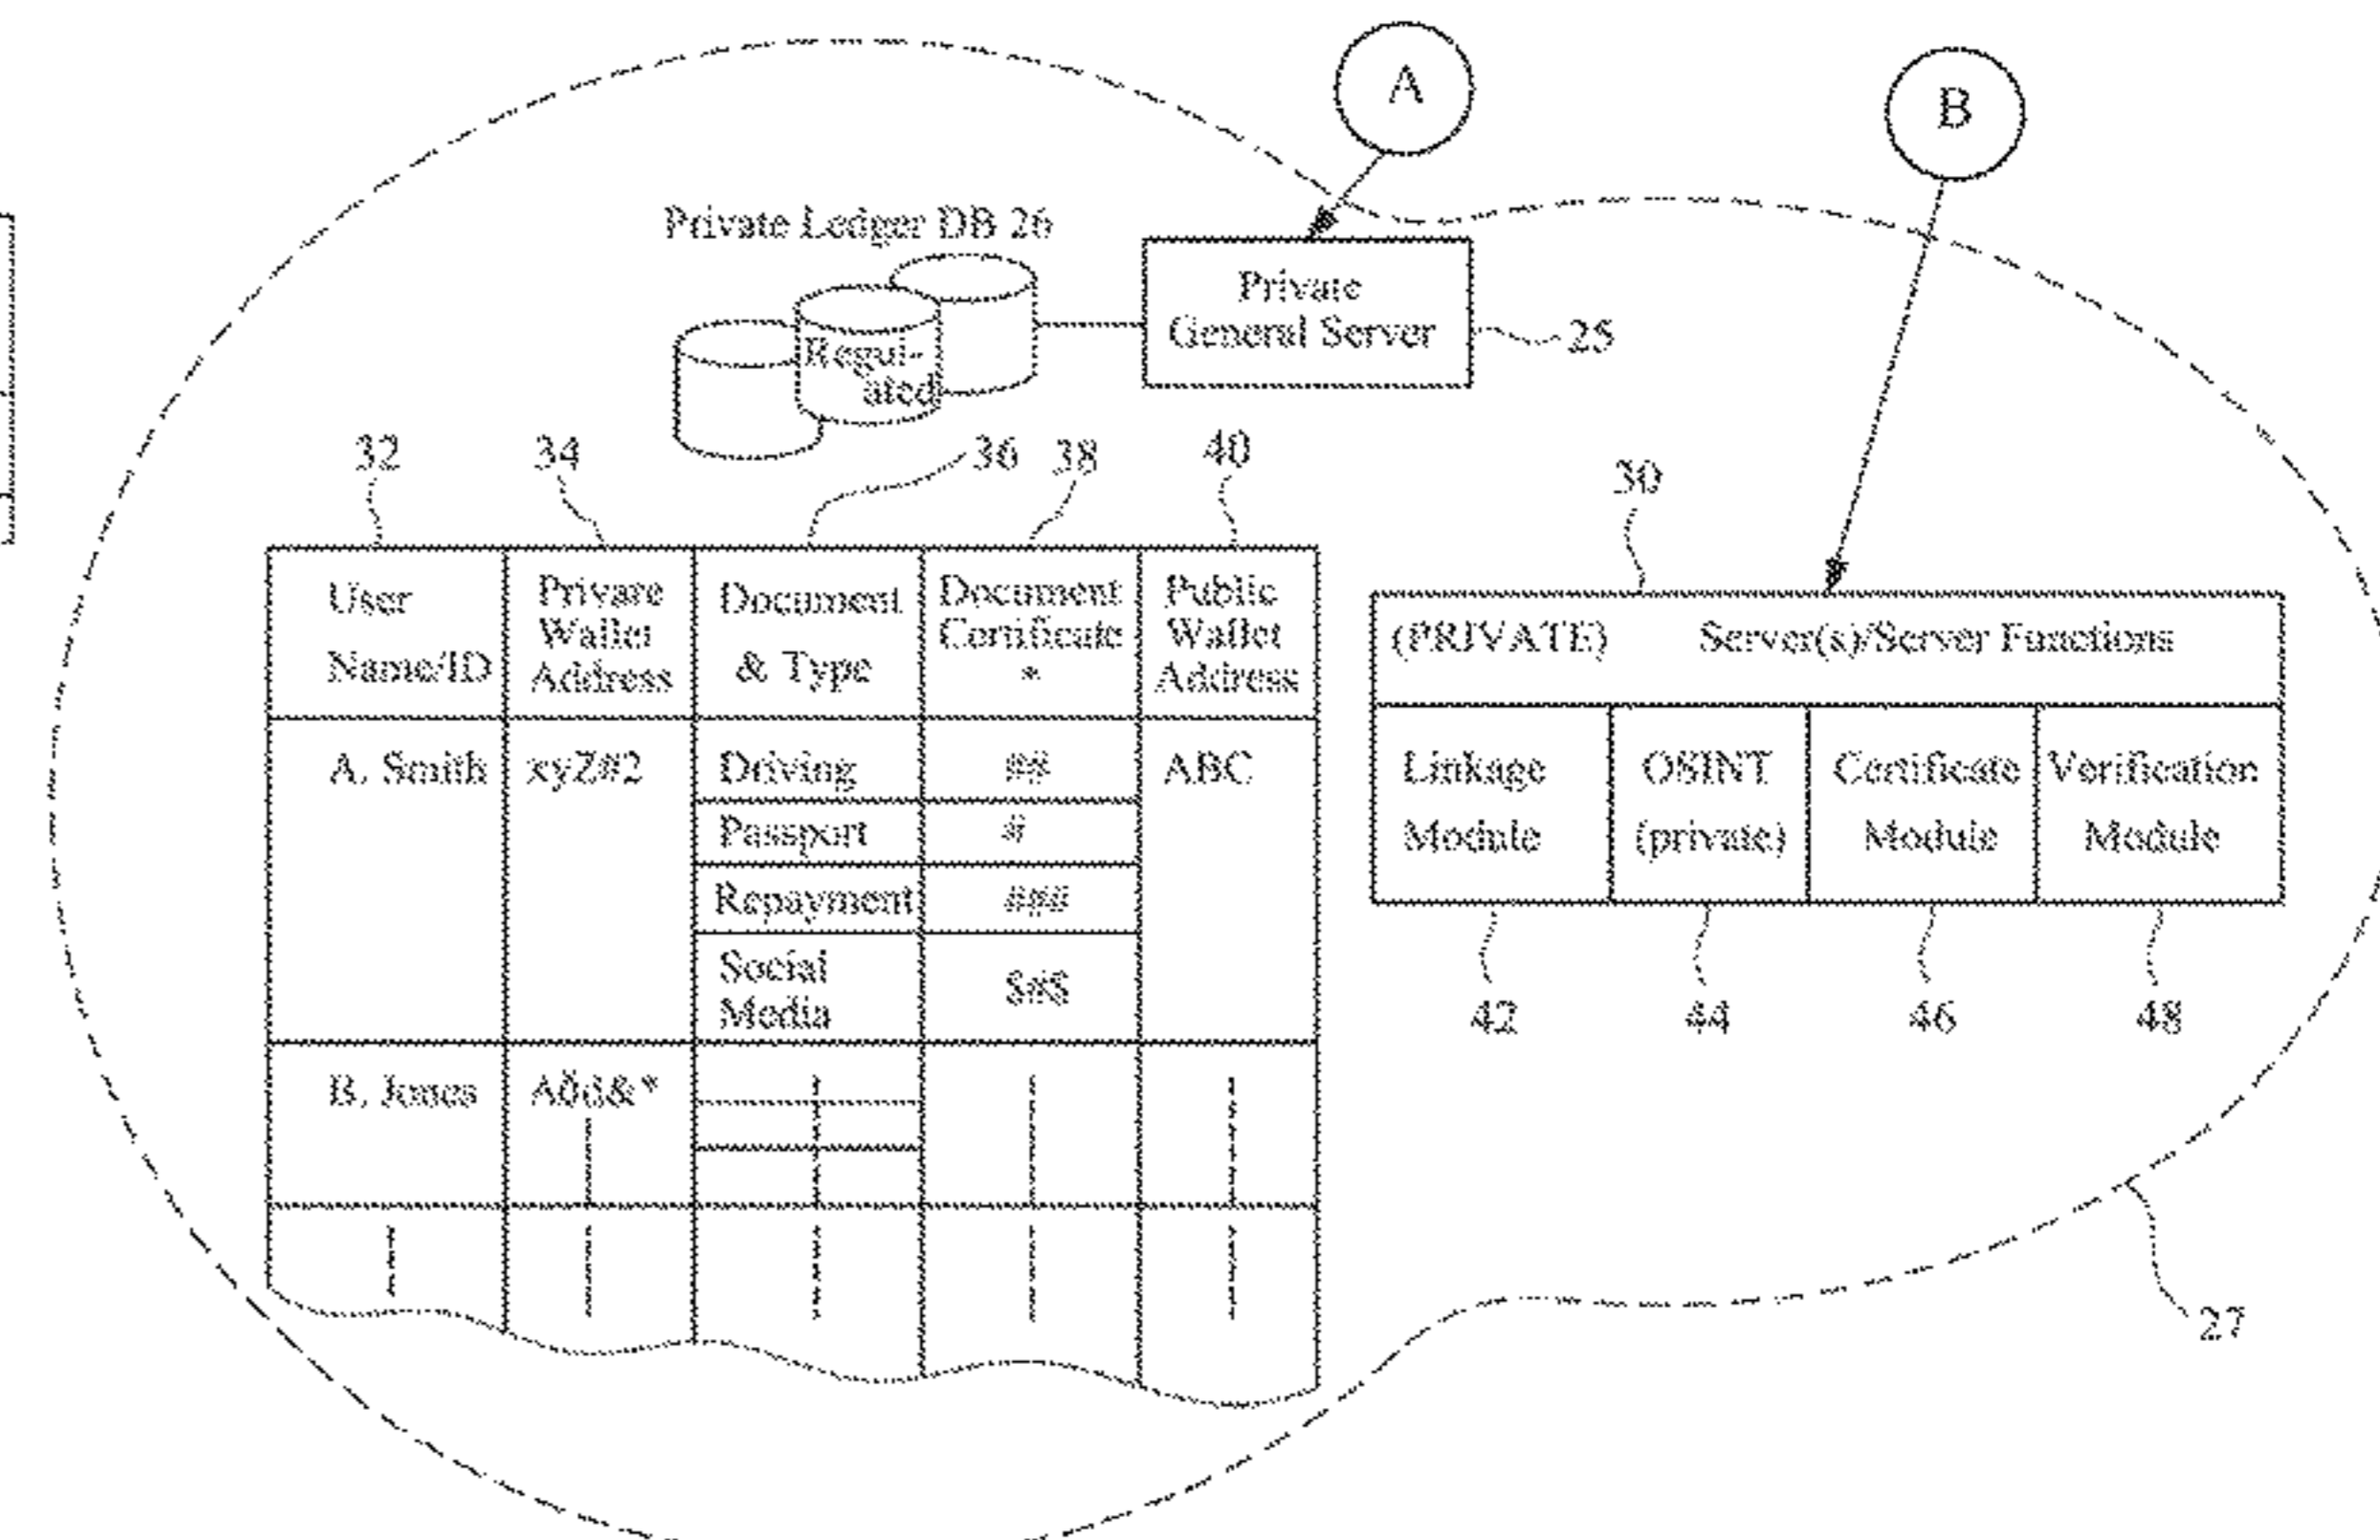 A
B
Private Ledger DB 26
Regul-
ated
Private
General Server
25
32
34
36
38
40
30
User
Name/ID
Private
Wallet
Address
Document
& Type
Document
Certificate
*
Public
Wallet
Address
(PRIVATE) Server(s)/Server Functions
A. Smith
xyZ#2
Driving
##
ABC
Passport
#
Repayment
###
Social
Media
$#$
Linkage
Module
OSINT
(private)
Certificate
Module
Verification
Module
42
44
46
48
B. Jones
27